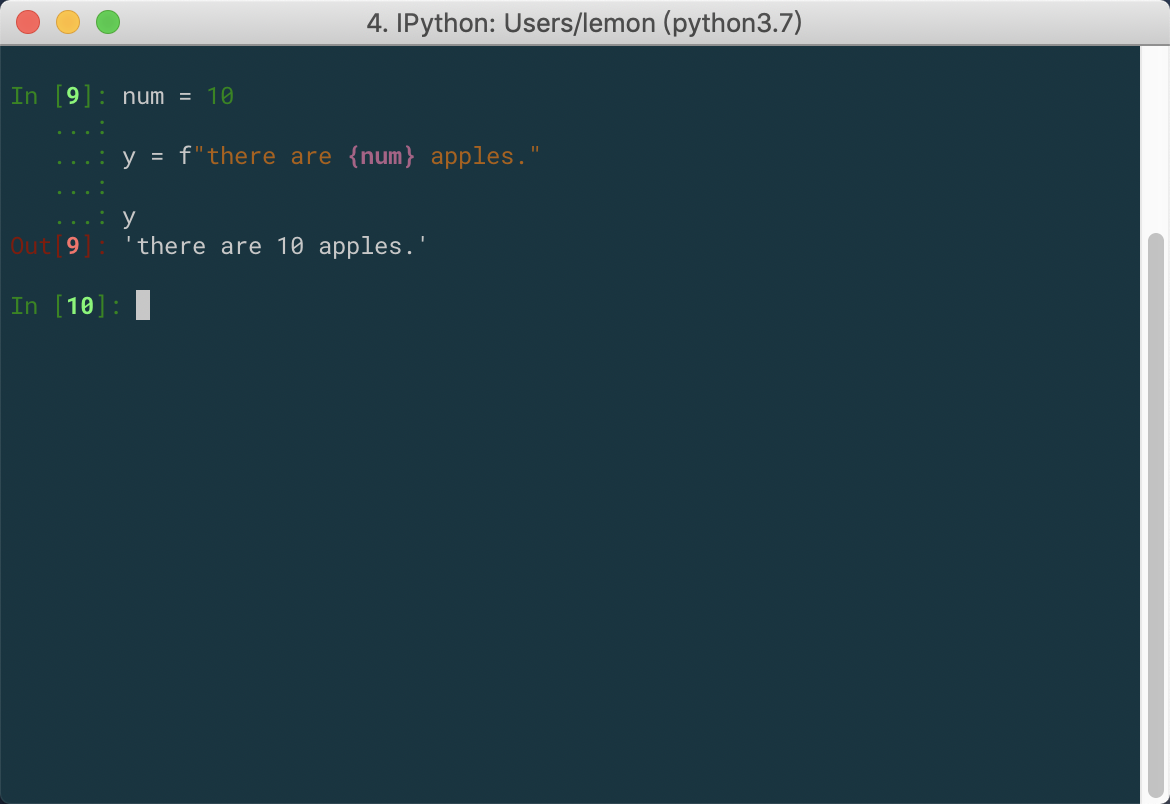 4. IPython: Users/lemon (python3.7)
In [9]: num = 10
   ...:
   ...: y = f"there are {num} apples."
   ...:
   ...: y
Out[9]: 'there are 10 apples.'
In [10]: